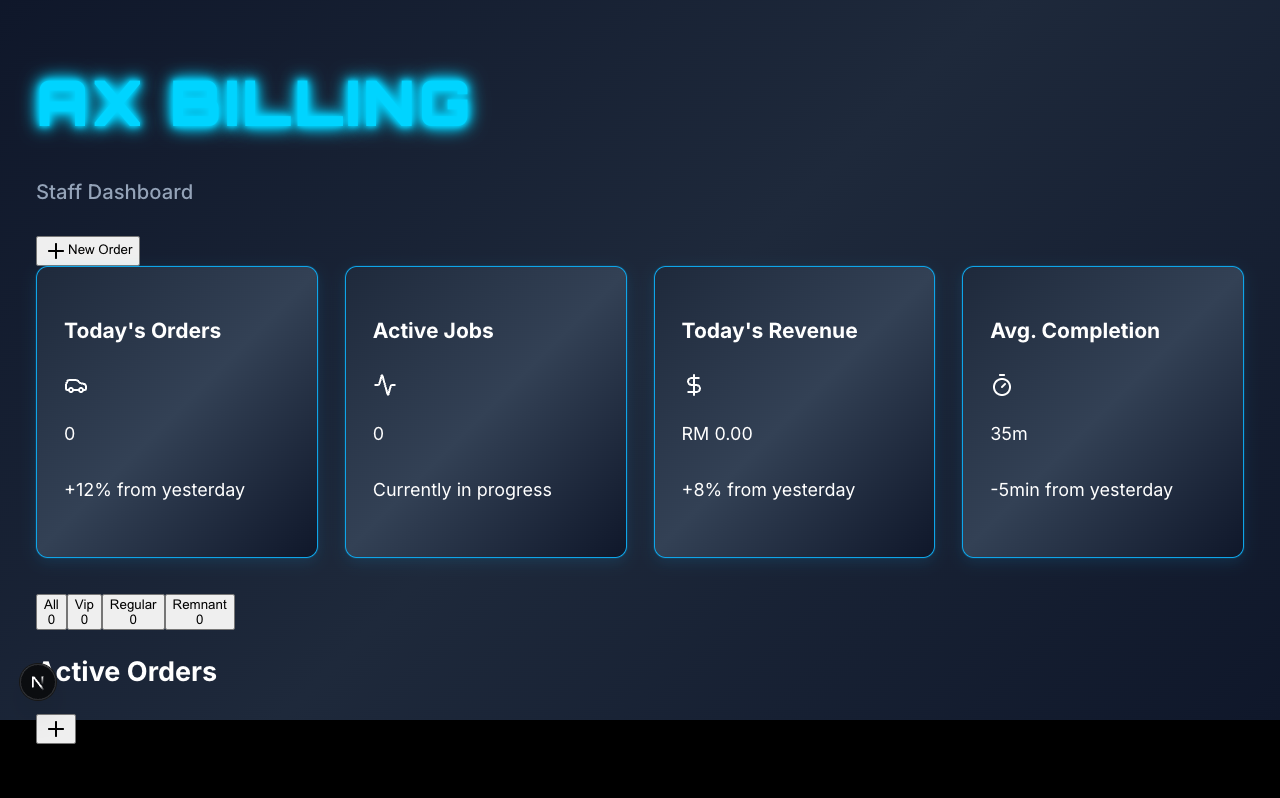 AX BILLING
Staff Dashboard
New Order
Today's Orders
0
+12% from yesterday
Active Jobs
0
Currently in progress
Today's Revenue
RM 0.00
+8% from yesterday
Avg. Completion
35m
-5min from yesterday
All
0
Vip
0
Regular
0
Remnant
0
Active Orders
N